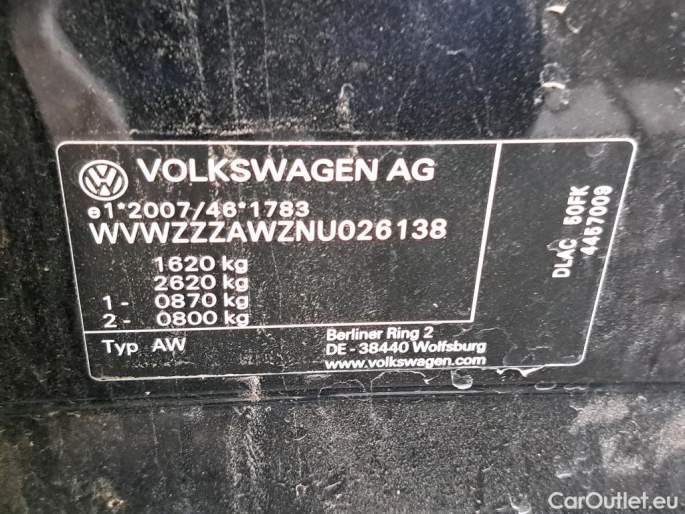 VOLKSWAGEN AG
e1*2007/46*1783
WVWZZZAWZNU026138
1620 kg
2620 kg
1 - 0870 kg
2 - 0800 kg
Typ AW
Berliner Ring 2
DE - 38440 Wolfsburg
www.volkswagen.com
DLAC 50FK
4457009
CarOutlet.eu